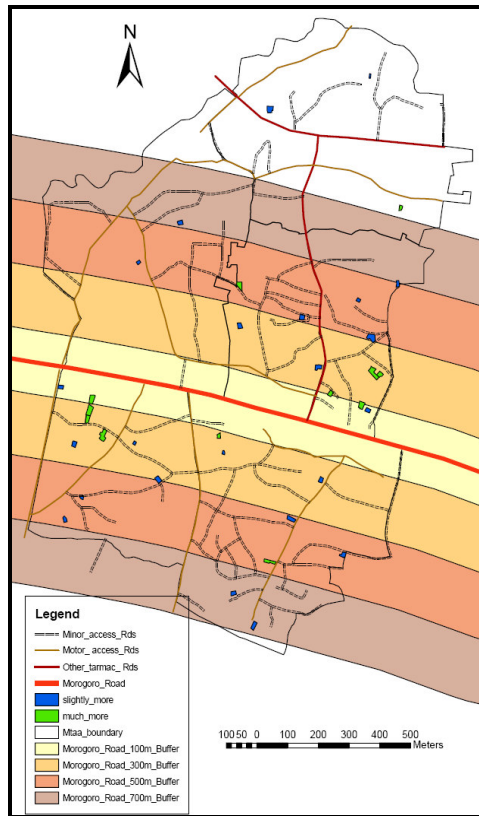 N
Legend
Minor_access_Rds
Motor_ access_Rds
Other_tarmac_ Rds
Morogoro_Road
slightly_more
much_more
Mtaa_boundary
Morogoro_Road_100m_Buffer
Morogoro_Road_300m_Buffer
Morogoro_Road_500m_Buffer
Morogoro_Road_700m_Buffer
100 50 0 100 200 300 400 500
Meters